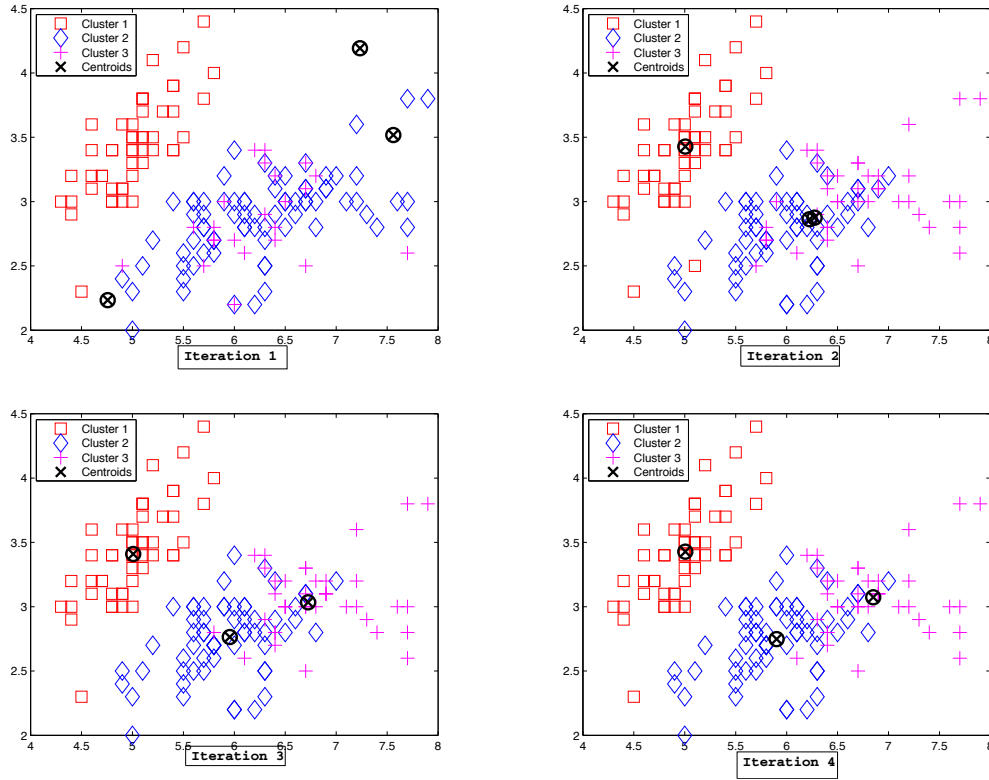 4.5
4
3.5
3
2.5
2
Cluster 1
Cluster 2
Cluster 3
Centroids
4 4.5 5 5.5 6 6.5 7 7.5 8
Iteration 1
4.5
4
3.5
3
2.5
2
Cluster 1
Cluster 2
Cluster 3
Centroids
4 4.5 5 5.5 6 6.5 7 7.5 8
Iteration 2
4.5
4
3.5
3
2.5
2
Cluster 1
Cluster 2
Cluster 3
Centroids
4 4.5 5 5.5 6 6.5 7 7.5 8
Iteration 3
4.5
4
3.5
3
2.5
2
Cluster 1
Cluster 2
Cluster 3
Centroids
4 4.5 5 5.5 6 6.5 7 7.5 8
Iteration 4